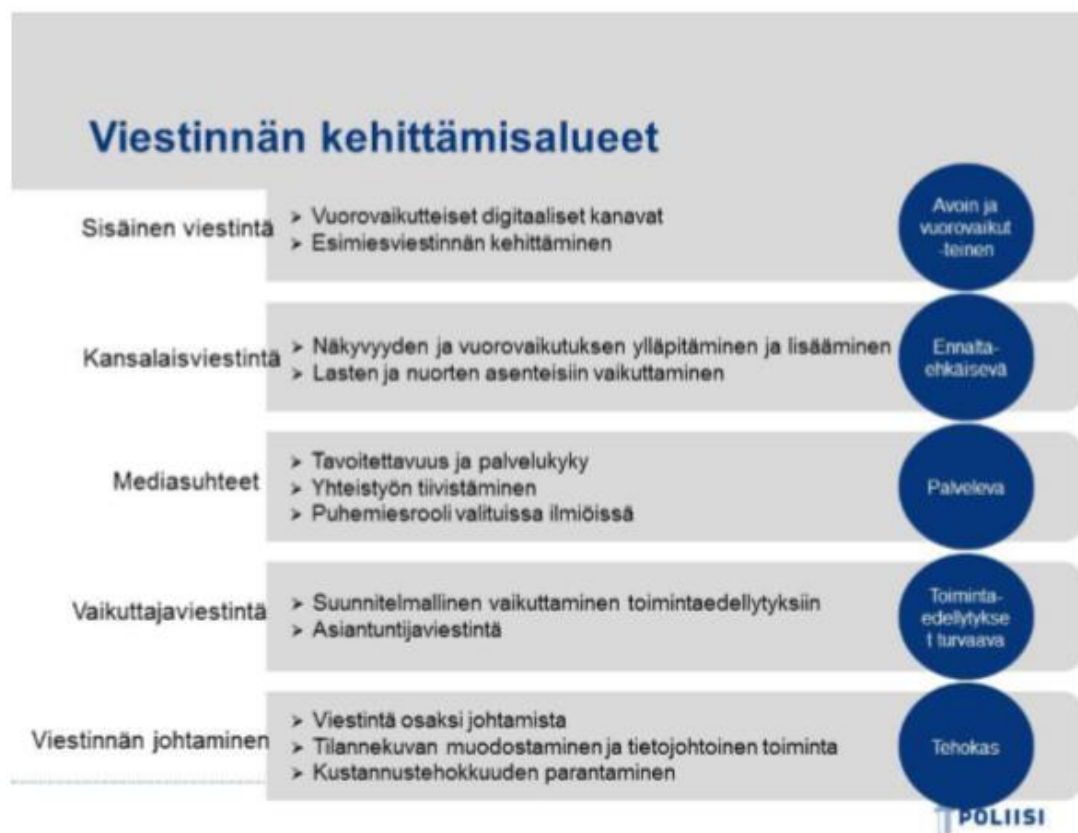 Viestinnän kehittämisalueet
Sisäinen viestintä
➤ Vuorovaikutteiset digitaaliset kanavat
➤ Esimiesviestinnän kehittäminen
Avoin ja
vuorovaikut
-teinen
Kansalaisviestintä
➤ Näkyvyyden ja vuorovaikutuksen ylläpitäminen ja lisääminen
➤ Lasten ja nuorten asenteisiin vaikuttaminen
Ennalta-
ehkäisevä
Mediasuhteet
➤ Tavoitettavuus ja palvelukyky
➤ Yhteistyön tiivistäminen
➤ Puhemiesrooli valituissa ilmiöissä
Palveleva
Vaikuttajaviestintä
➤ Suunnitelmallinen vaikuttaminen toimintaedellytyksiin
➤ Asiantuntijaviestintä
Toiminta-
edellytykse
t turvaava
Viestinnän johtaminen
➤ Viestintä osaksi johtamista
➤ Tilannekuvan muodostaminen ja tietojohtoinen toiminta
➤ Kustannustehokkuuden parantaminen
Tehokas
POLIISI